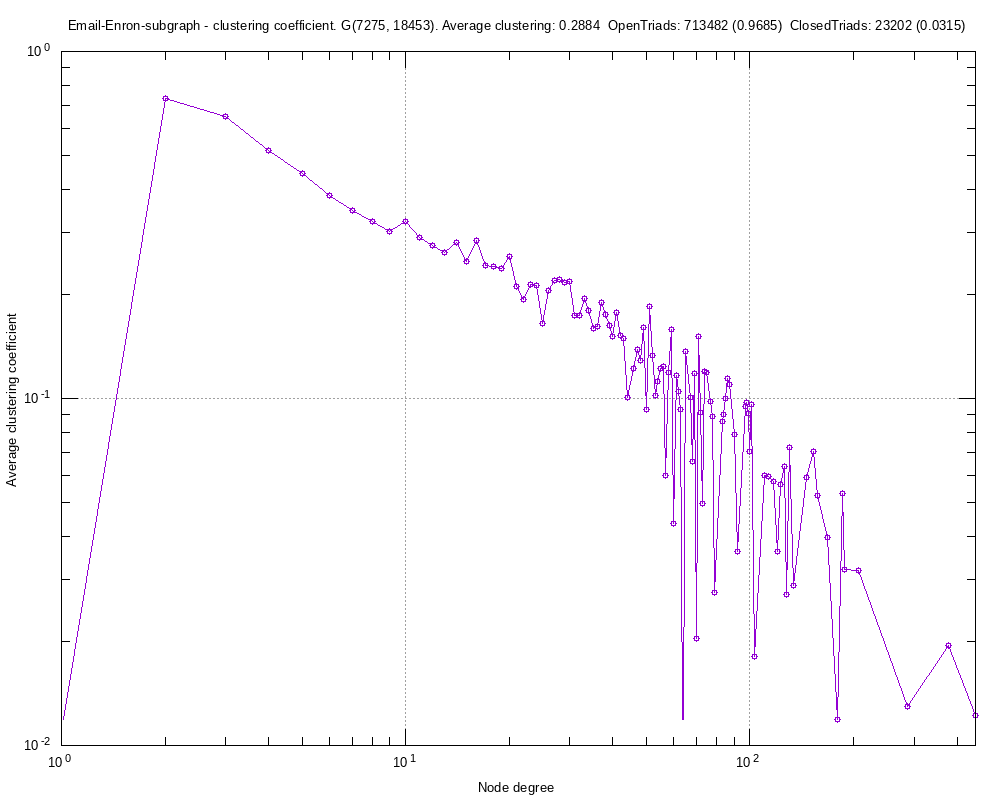 Email-Enron-subgraph - clustering coefficient. G(7275, 18453). Average clustering: 0.2884  OpenTriads: 713482 (0.9685)  ClosedTriads: 23202 (0.0315)
10^0
10^-1
10^-2
Average clustering coefficient
10^0 10^1 10^2
Node degree